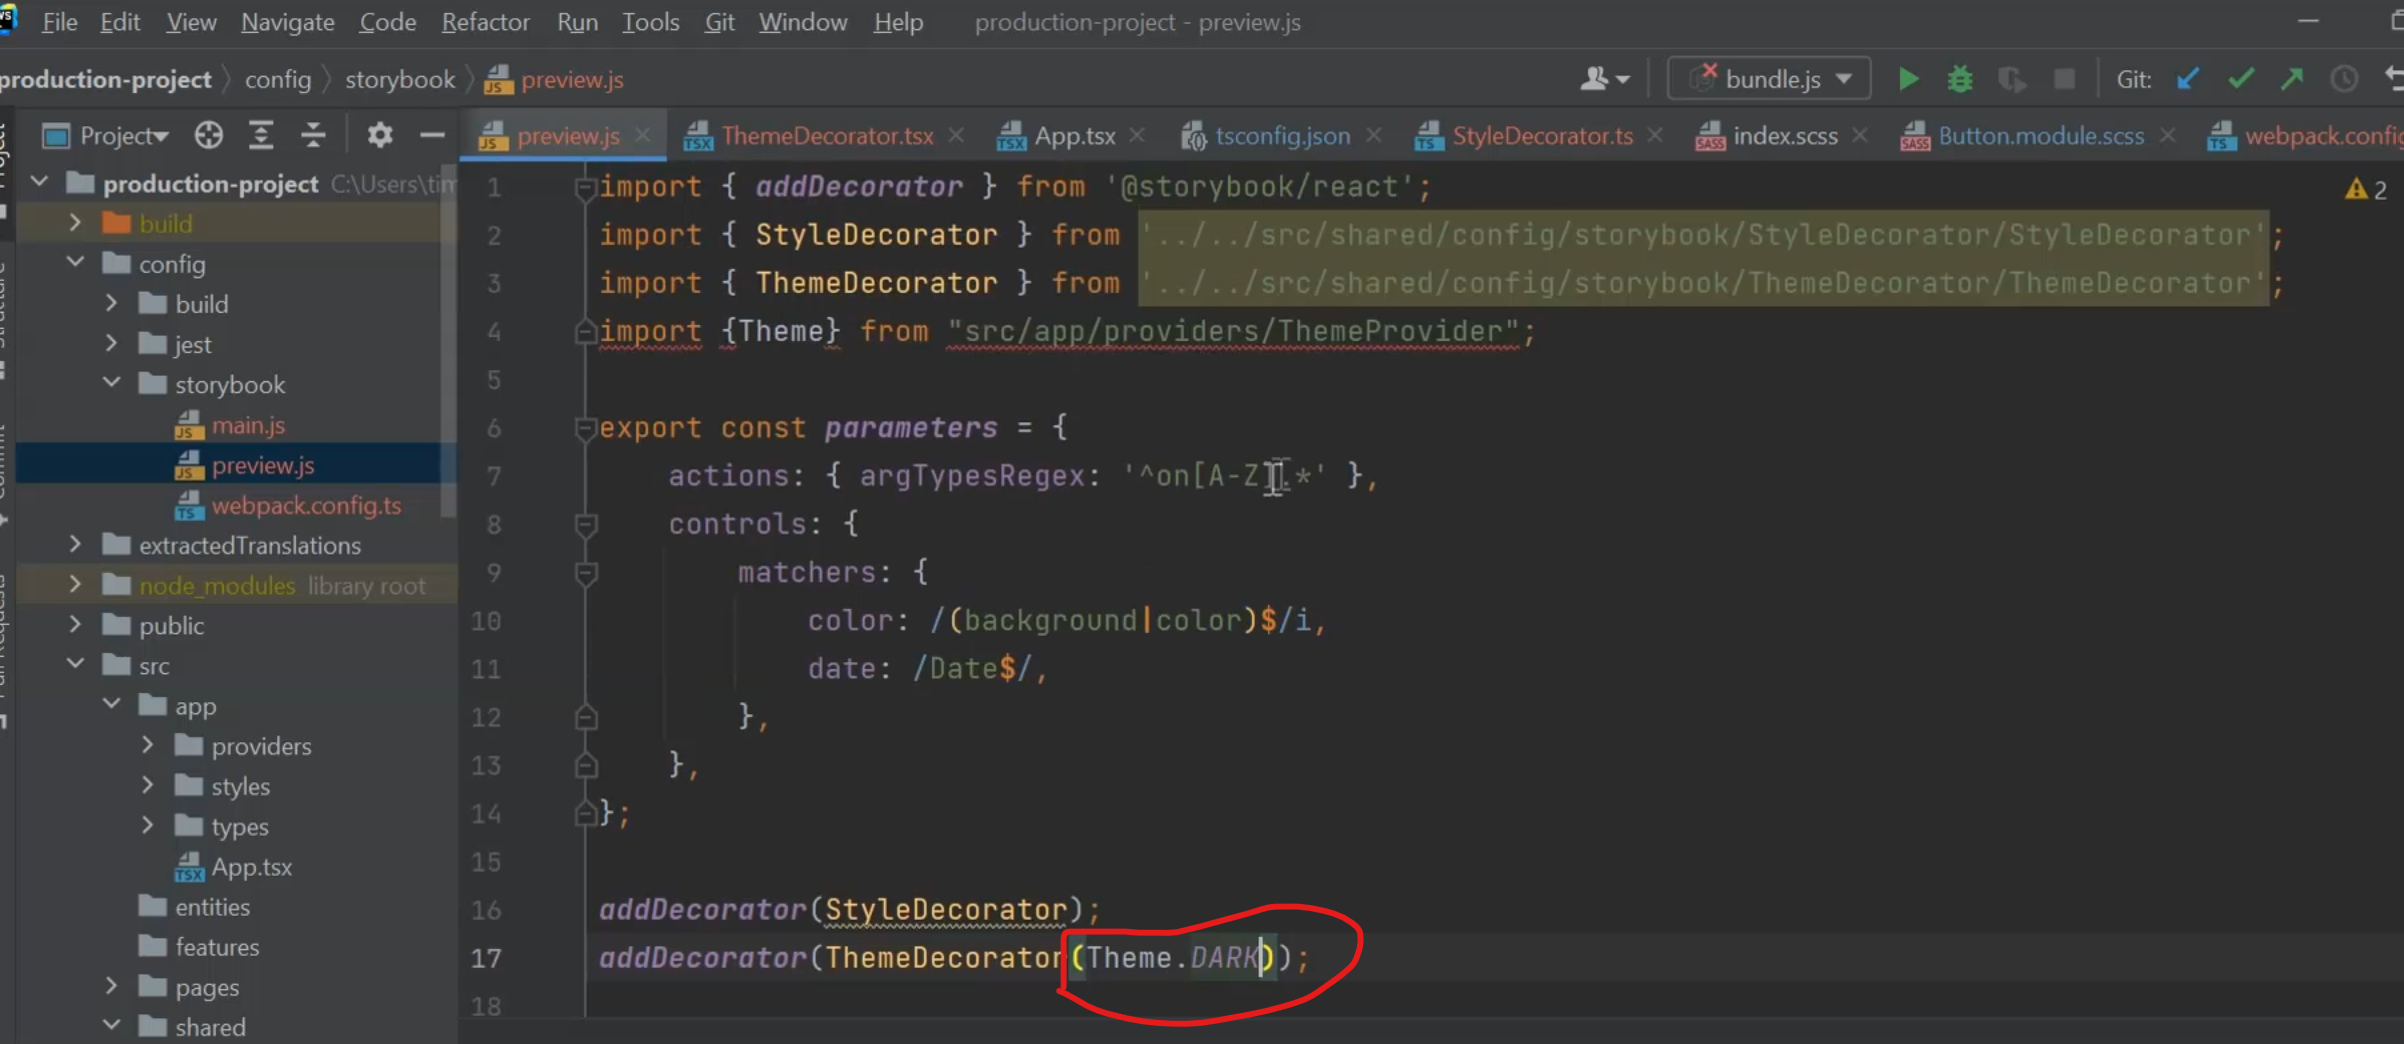 File Edit View Navigate Code Refactor Run Tools Git Window Help production-project - preview.js
production-project config storybook preview.js bundle.js Git:
Project preview.js ThemeDecorator.tsx App.tsx tsconfig.json StyleDecorator.ts index.scss Button.module.scss webpack.config
production-project C:\Users\tim
build
config
build
jest
storybook
main.js
preview.js
webpack.config.ts
extractedTranslations
node_modules library root
public
src
app
providers
styles
types
App.tsx
entities
features
pages
shared
1 import { addDecorator } from '@storybook/react';
2 import { StyleDecorator } from '../../src/shared/config/storybook/StyleDecorator/StyleDecorator';
3 import { ThemeDecorator } from '../../src/shared/config/storybook/ThemeDecorator/ThemeDecorator';
4 import {Theme} from "src/app/providers/ThemeProvider";
5
6 export const parameters = {
7 actions: { argTypesRegex: '^on[A-Z].*' },
8 controls: {
9 matchers: {
10 color: /(background|color)$/i,
11 date: /Date$/,
12 },
13 },
14 };
15
16 addDecorator(StyleDecorator);
17 addDecorator(ThemeDecorator(Theme.DARK));
18
2